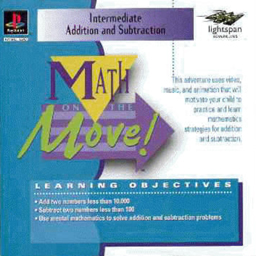 Intermediate
Addition and Subtraction
lightspan
MATH
ON THE
Move!
This adventure uses video,
music, and animation that will
motivate your child to
practice and learn
mathematics
strategies for addition
and subtraction.
LEARNING OBJECTIVES
• Add two numbers less than 10,000
• Subtract two numbers less than 100
• Use mental mathematics to solve addition and subtraction problems